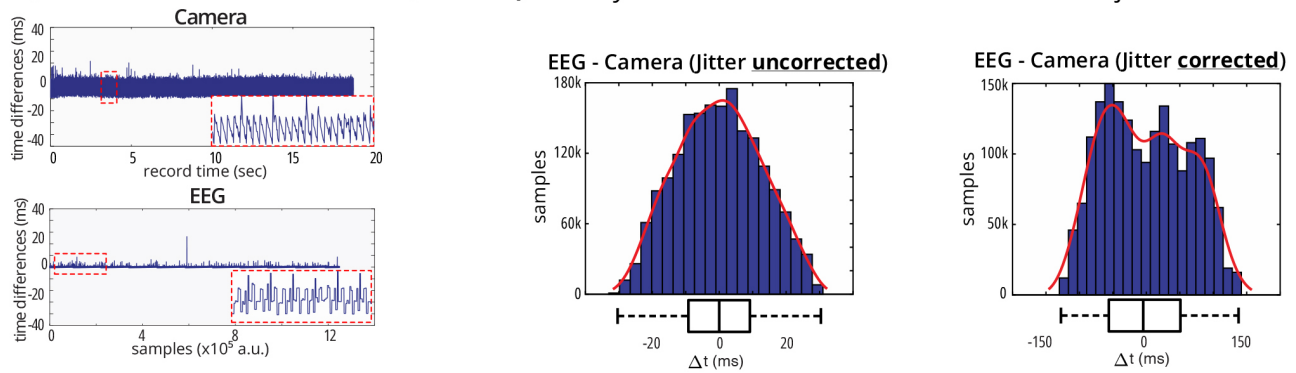 Camera
time differences (ms)
40
20
0
-20
-40
0
5
10
15
20
record time (sec)
EEG
time differences (ms)
40
20
0
-20
-40
0
4
8
12
samples (x10⁵ a.u.)
EEG - Camera (Jitter uncorrected)
samples
180k
120k
60k
0
-20
0
20
Δt (ms)
EEG - Camera (Jitter corrected)
samples
150k
100k
50k
0
-150
0
150
Δt (ms)